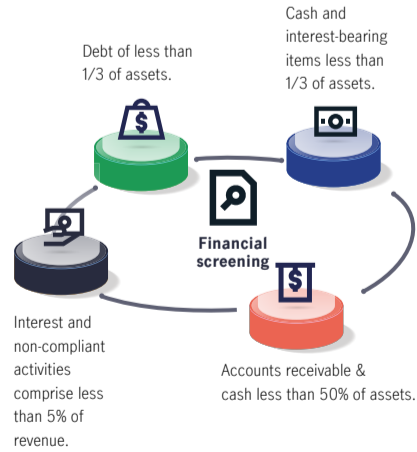 Cash and
interest-bearing
items less than
1/3 of assets.
Debt of less than
1/3 of assets.
$
Financial
screening
$
Interest and
non-compliant
activities
comprise less
than 5% of
revenue.
Accounts receivable &
cash less than 50% of assets.